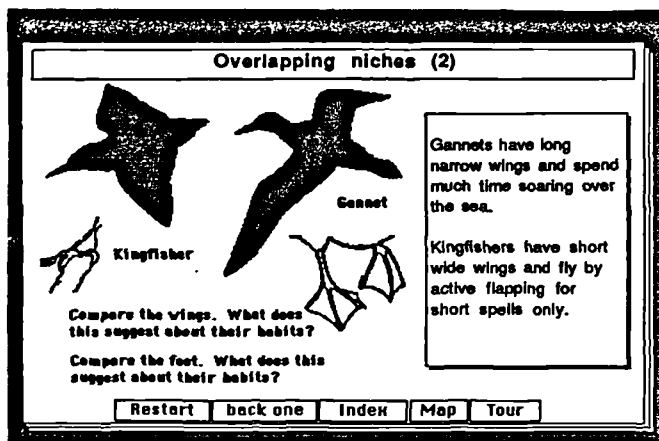 Overlapping niches (2)
Gannet
Kingfisher
Compare the wings. What does
this suggest about their habits?
Compare the feet. What does this
suggest about their habits?
Gannets have long
narrow wings and spend
much time soaring over
the sea.
Kingfishers have short
wide wings and fly by
active flapping for
short spells only.
Restart
back one
Index
Map
Tour